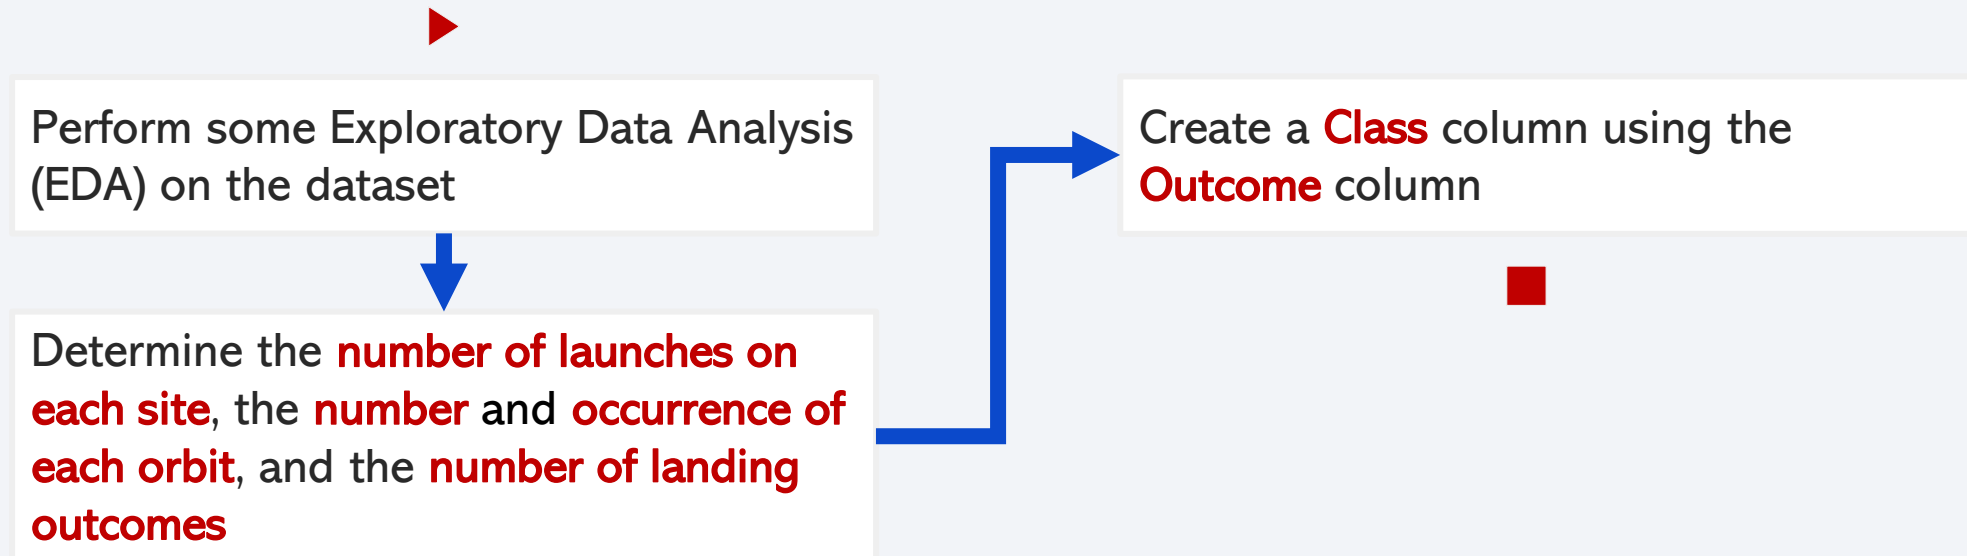 Perform some Exploratory Data Analysis
(EDA) on the dataset
Determine the number of launches on
each site, the number and occurrence of
each orbit, and the number of landing
outcomes
Create a Class column using the
Outcome column